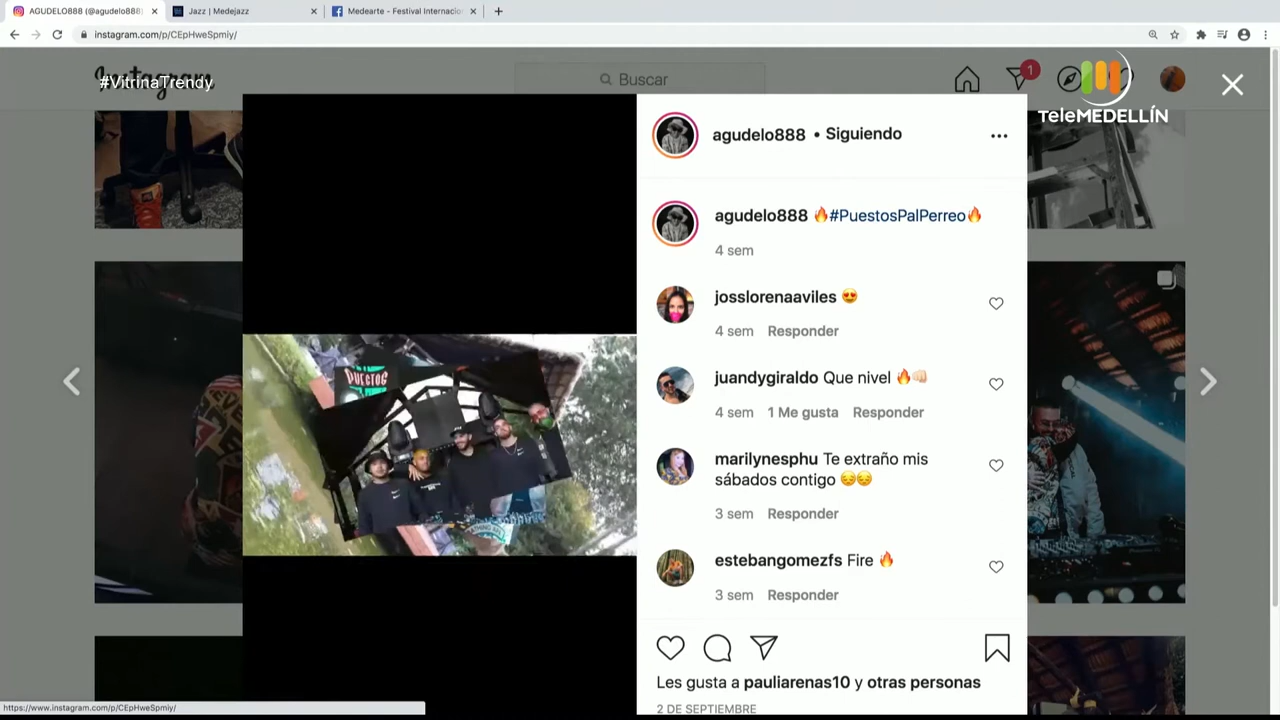 AGUDELO888 (@agudelo888)
Jazz | Medejazz
Medearte - Festival Internacio
instagram.com/p/CEpHweSpmiy/
Instagram
#VitrinaTrendy
Buscar
1
TeleMEDELLÍN
agudelo888 • Siguiendo
agudelo888 🔥#PuestosPalPerreo🔥
4 sem
josslorenaaviles 😍
4 sem Responder
juandygiraldo Que nivel 🔥👊🏻
4 sem 1 Me gusta Responder
marilynesphu Te extraño mis
sábados contigo 😔😔
3 sem Responder
estebangomezfs Fire 🔥
3 sem Responder
Les gusta a pauliarenas10 y otras personas
2 DE SEPTIEMBRE
https://www.instagram.com/p/CEpHweSpmiy/